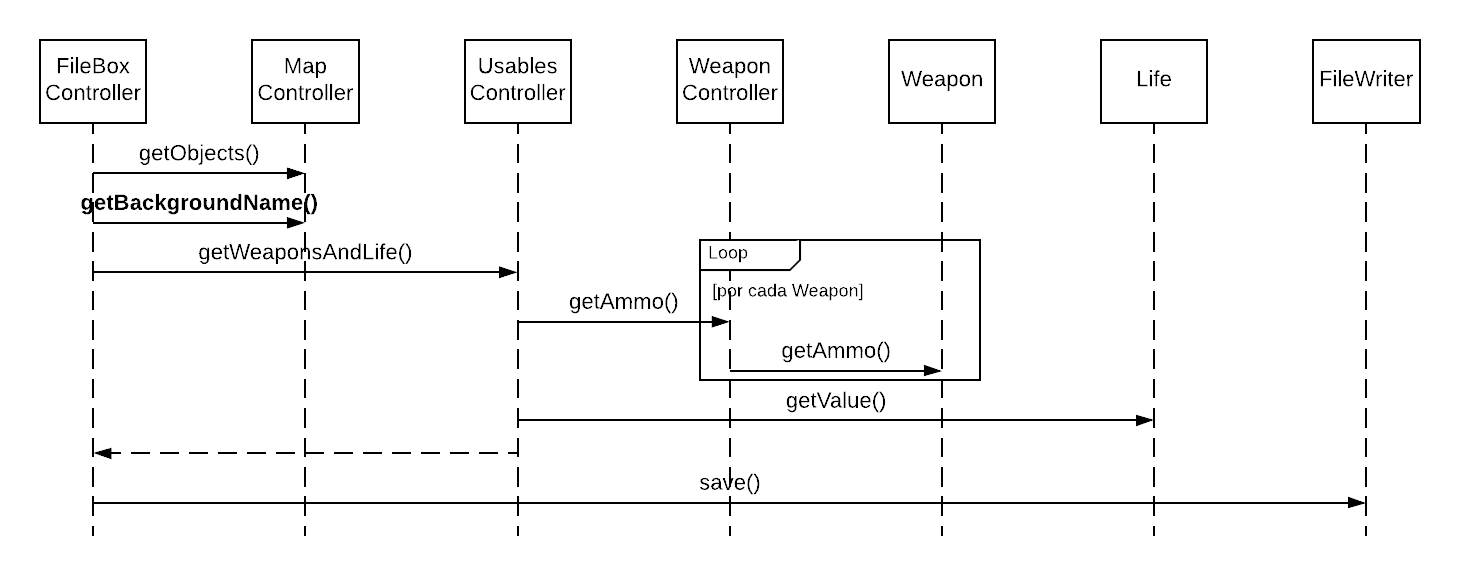 FileBox
Controller
Map
Controller
Usables
Controller
Weapon
Controller
Weapon
Life
FileWriter
getObjects()
getBackgroundName()
getWeaponsAndLife()
Loop
[por cada Weapon]
getAmmo()
getAmmo()
getValue()
save()